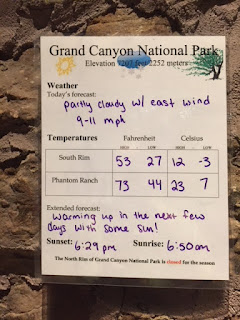 Grand Canyon National Park
Elevation 7207 feet 2252 meters
Weather
Today's forecast:
partly cloudy w/ east wind
9-11 mph
Temperatures Fahrenheit Celsius
HIGH - LOW HIGH - LOW
South Rim 53 27 12 -3
Phantom Ranch 73 44 23 7
Extended forecast:
warming up in the next few
days with some sun!
Sunset: 6:29 pm Sunrise: 6:50am
The North Rim of Grand Canyon National Park is closed for the season